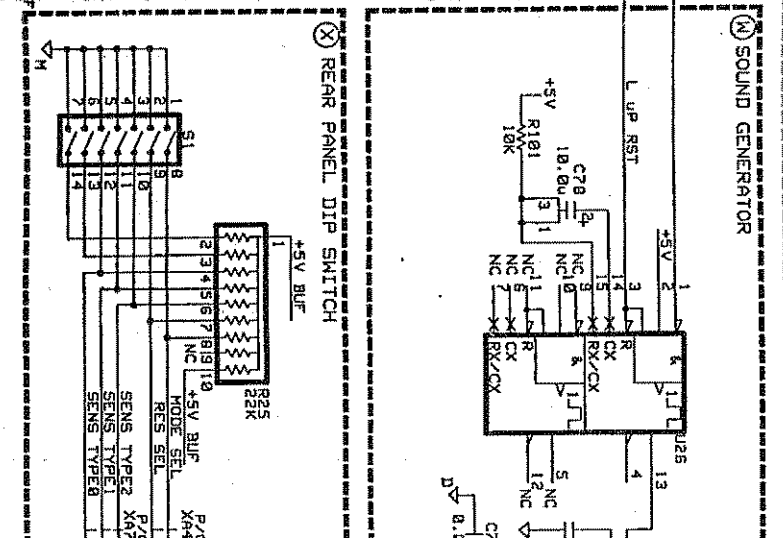 X REAR PANEL DIP SWITCH
M
1
2
3
4
5
6
7
S1
8
9
10
11
12
13
14
+5V BUF
1
2
3
4
5
6
7
8
9
10
NC
R25
22K
+5V BUF
MODE SEL
RES SEL
SENS TYPE2
SENS TYPE1
SENS TYPE0
W SOUND GENERATOR
L uP RST
+5V
R101
10K
C78
10.0u
2
+
3
1
+5V
1
2
3
14
15
NC 9
NC 10
NC 11
NC 6
NC 7
R
CX
RX/CX
&
R
CX
RX/CX
&
1
1
U26
13
4
5 NC
12 NC
D